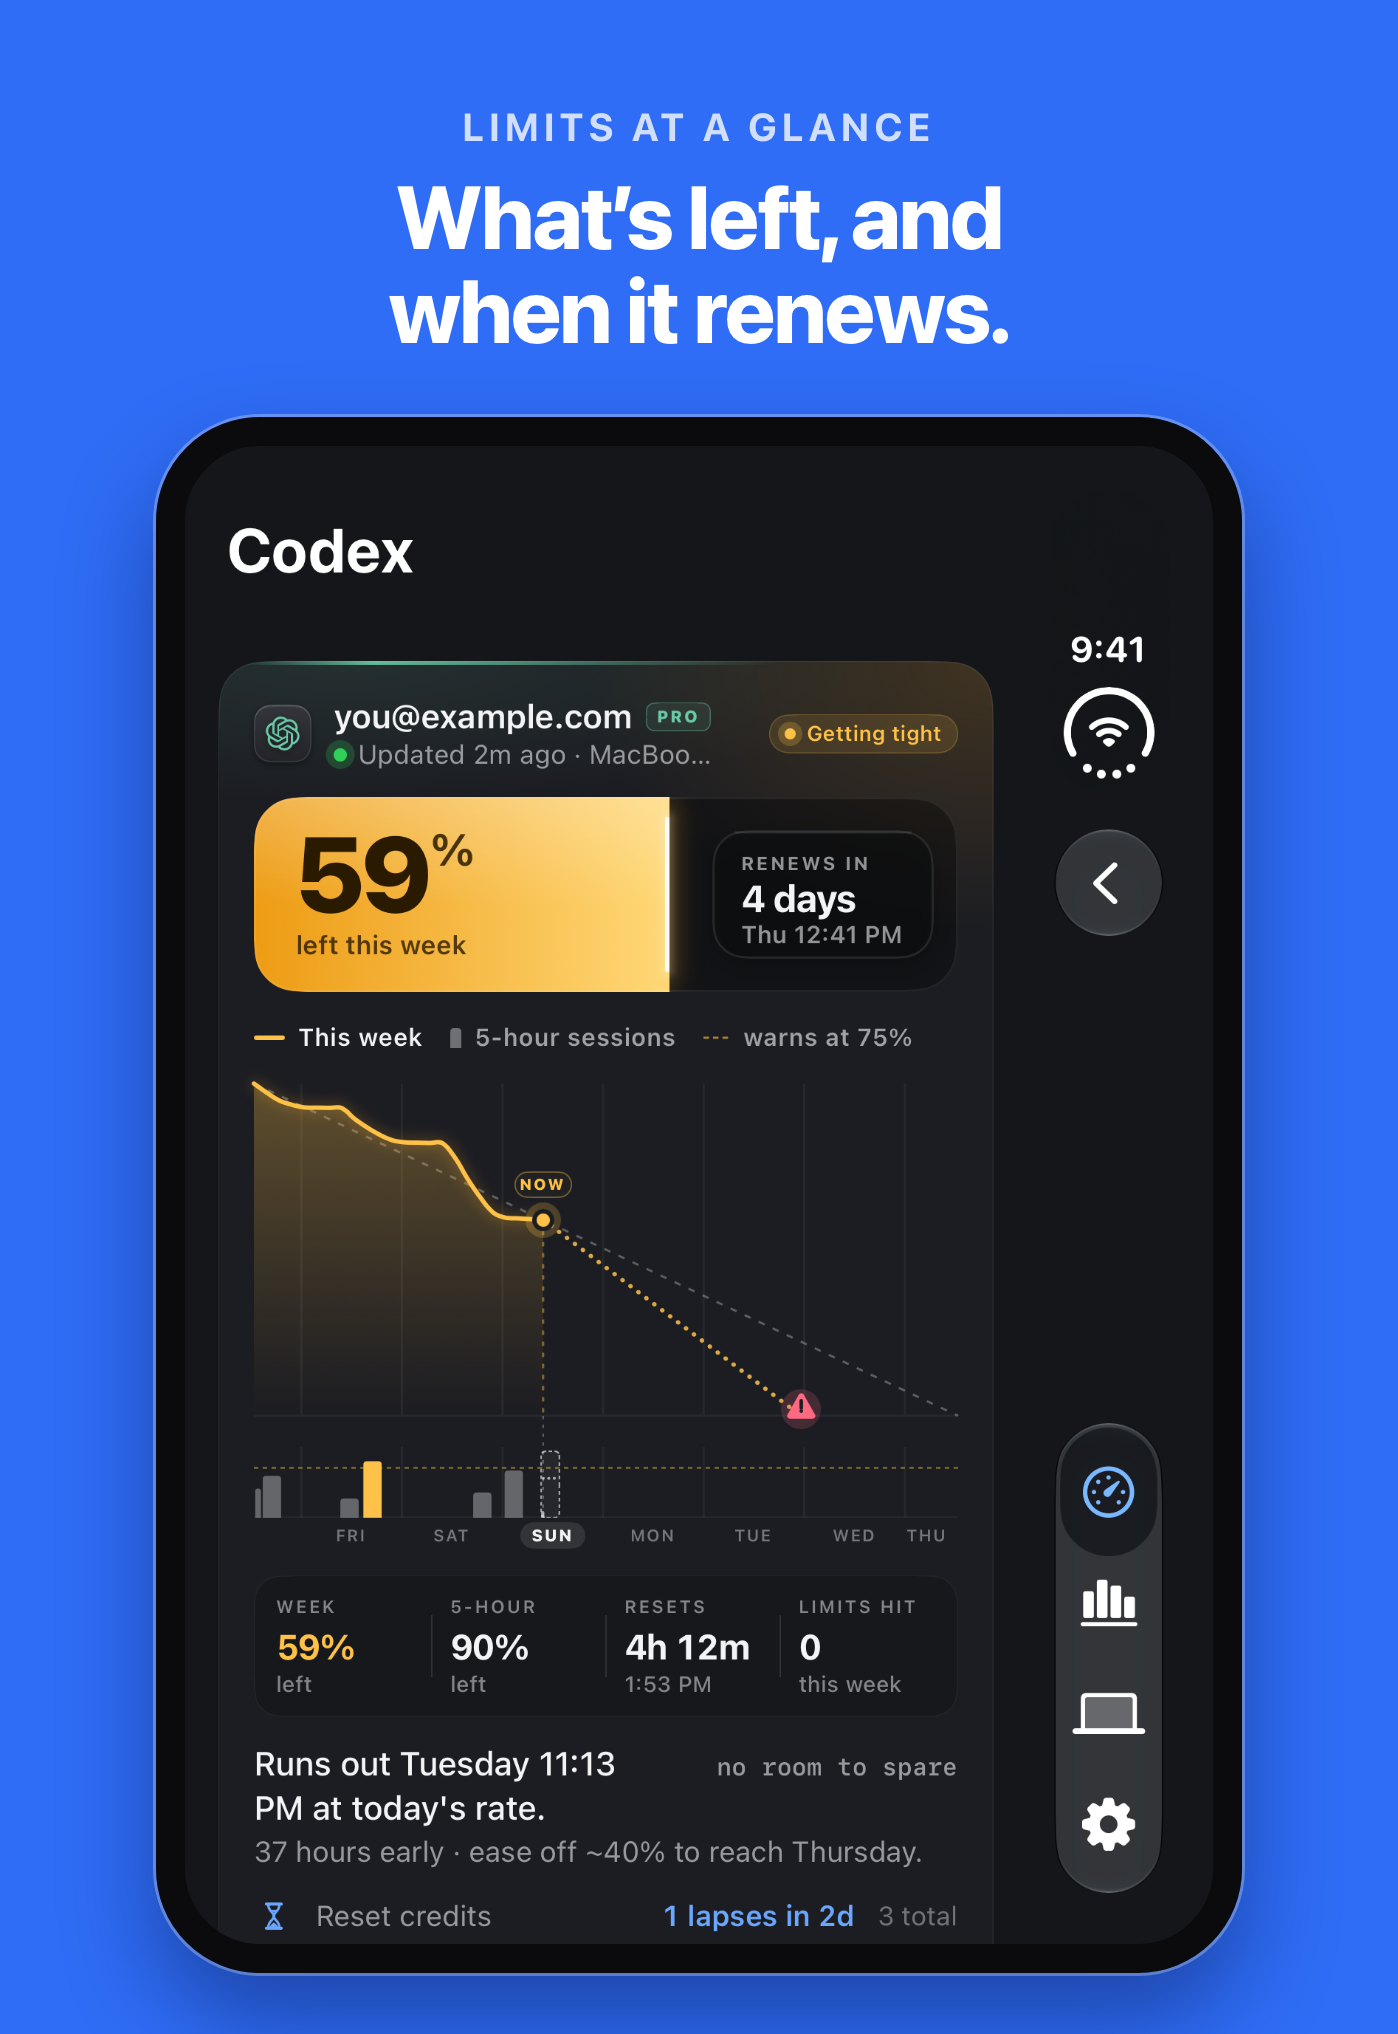 LIMITS AT A GLANCE
What's left, and
when it renews.
Codex
9:41
you@example.com PRO
Updated 2m ago · MacBoo...
Getting tight
59%
left this week
RENEWS IN
4 days
Thu 12:41 PM
This week 5-hour sessions warns at 75%
NOW
FRI SAT SUN MON TUE WED THU
WEEK
59%
left
5-HOUR
90%
left
RESETS
4h 12m
1:53 PM
LIMITS HIT
0
this week
Runs out Tuesday 11:13
PM at today's rate.
no room to spare
37 hours early · ease off ~40% to reach Thursday.
Reset credits 1 lapses in 2d 3 total